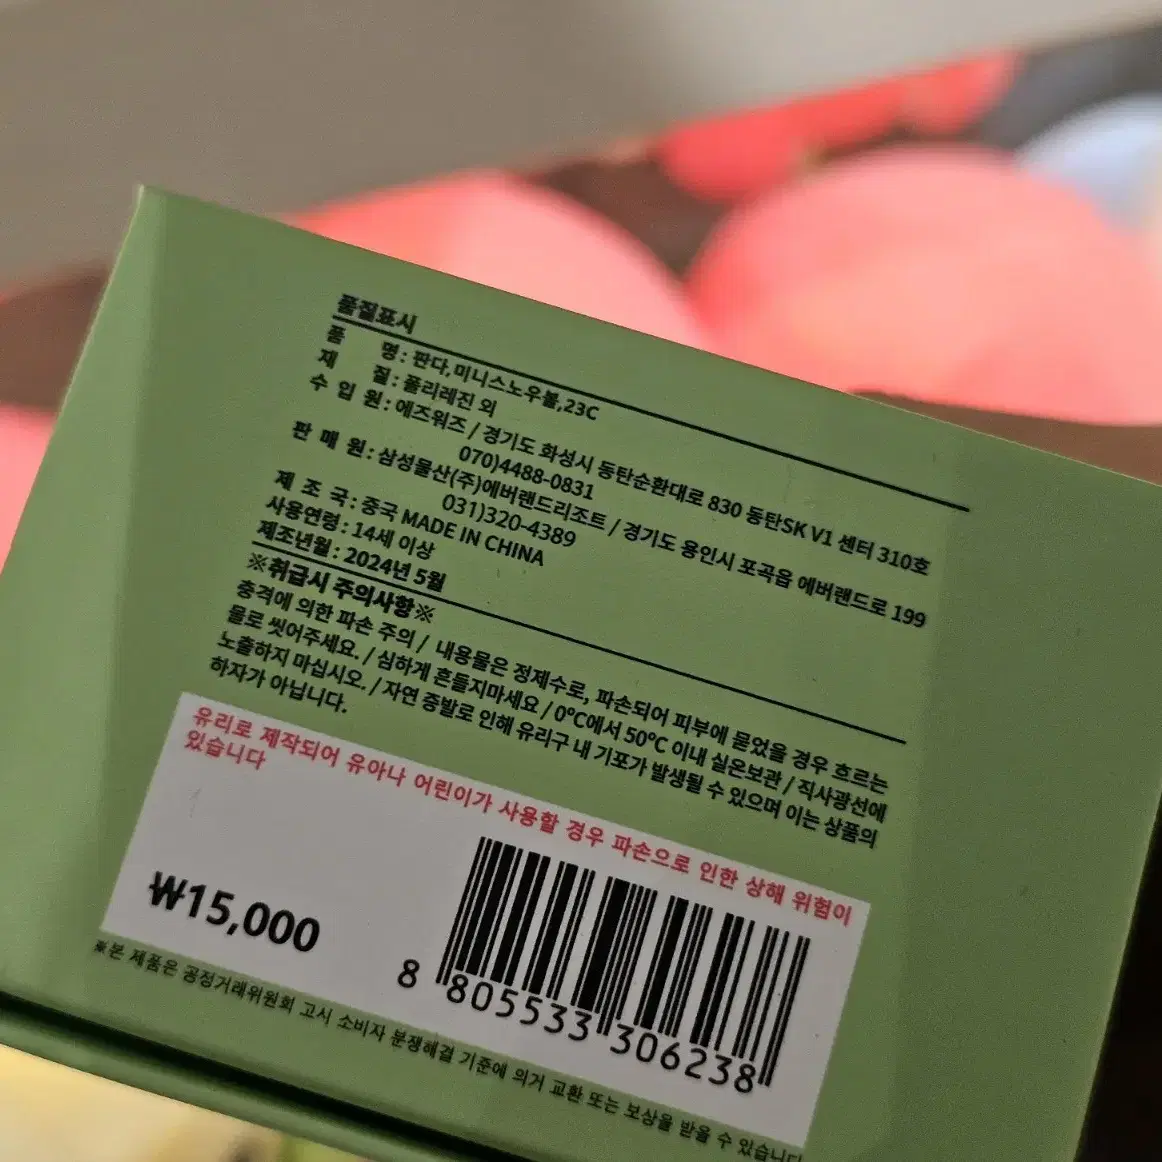 품질표시
품 명 : 판다,미니스노우볼,23C
재 질 : 폴리레진 외
수 입 원 : 에즈워즈 / 경기도 화성시 동탄순환대로 830 동탄SK V1 센터 310호
070)4488-0831
판 매 원 : 삼성물산(주)에버랜드리조트 / 경기도 용인시 포곡읍 에버랜드로 199
031)320-4389
제 조 국 : 중국 MADE IN CHINA
사용연령 : 14세 이상
제조년월 : 2024년 5월
※취급시 주의사항※
충격에 의한 파손 주의 / 내용물은 정제수로, 파손되어 피부에 묻었을 경우 흐르는
물로 씻어주세요. / 심하게 흔들지마세요 / 0°C에서 50°C 이내 실온보관 / 직사광선에
노출하지 마십시오. / 자연 증발로 인해 유리구 내 기포가 발생될 수 있으며 이는 상품의
하자가 아닙니다.
유리로 제작되어 유아나 어린이가 사용할 경우 파손으로 인한 상해 위험이
있습니다
₩15,000
8 805533 306238
※본 제품은 공정거래위원회 고시 소비자 분쟁해결 기준에 의거 교환 또는 보상을 받을 수 있습니다